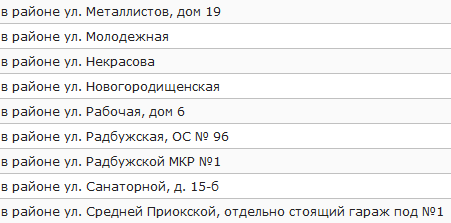 в районе ул. Металлистов, дом 19
в районе ул. Молодежная
в районе ул. Некрасова
в районе ул. Новогородищенская
в районе ул. Рабочая, дом 6
в районе ул. Радбужская, ОС № 96
в районе ул. Радбужской МКР №1
в районе ул. Санаторной, д. 15-б
в районе ул. Средней Приокской, отдельно стоящий гараж под №1